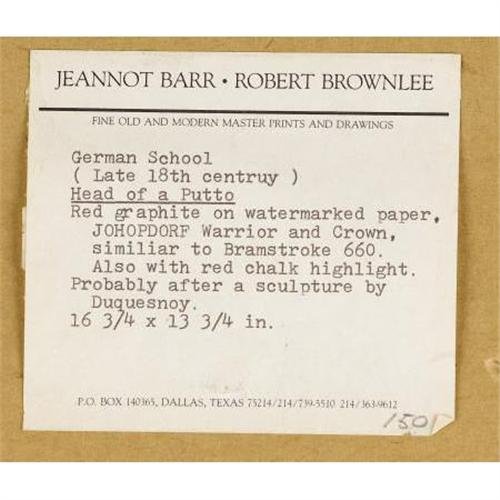 JEANNOT BARR • ROBERT BROWNLEE
FINE OLD AND MODERN MASTER PRINTS AND DRAWINGS
German School
( Late 18th centruy )
Head of a Putto
Red graphite on watermarked paper,
JOHOPDORF Warrior and Crown,
similiar to Bramstroke 660.
Also with red chalk highlight.
Probably after a sculpture by
Duquesnoy.
16 3/4 x 13 3/4 in.
P.O. BOX 140365, DALLAS, TEXAS 75214/214/739-5510 214/363-9612
150